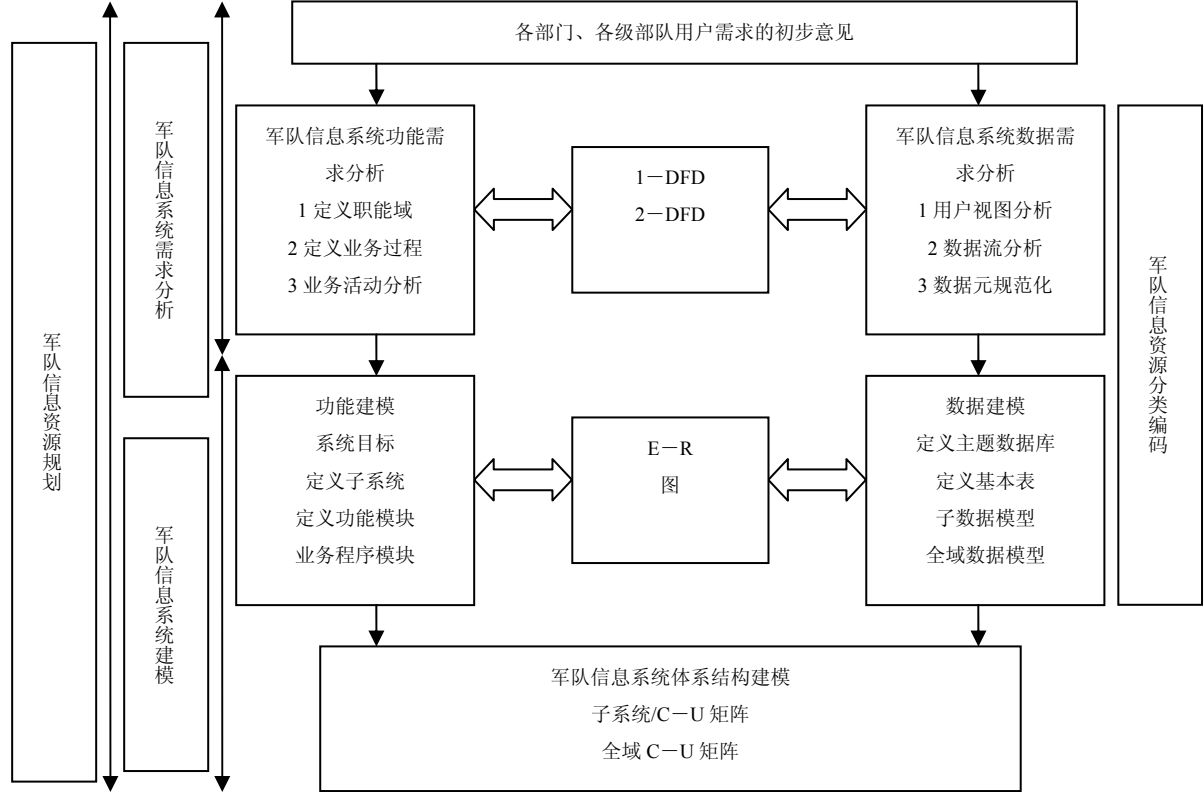 各部门、各级部队用户需求的初步意见
军队信息资源规划
军队信息系统需求分析
军队信息系统建模
军队信息系统功能需
求分析
1 定义职能域
2 定义业务过程
3 业务活动分析
1－DFD
2－DFD
军队信息系统数据需
求分析
1 用户视图分析
2 数据流分析
3 数据元规范化
军队信息资源分类编码
功能建模
系统目标
定义子系统
定义功能模块
业务程序模块
E－R
图
数据建模
定义主题数据库
定义基本表
子数据模型
全域数据模型
军队信息系统体系结构建模
子系统/C－U 矩阵
全域 C－U 矩阵